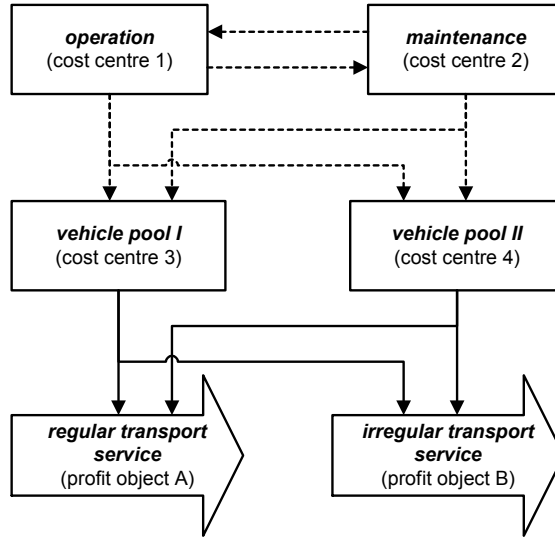 operation
(cost centre 1)
maintenance
(cost centre 2)
vehicle pool I
(cost centre 3)
vehicle pool II
(cost centre 4)
regular transport
service
(profit object A)
irregular transport
service
(profit object B)